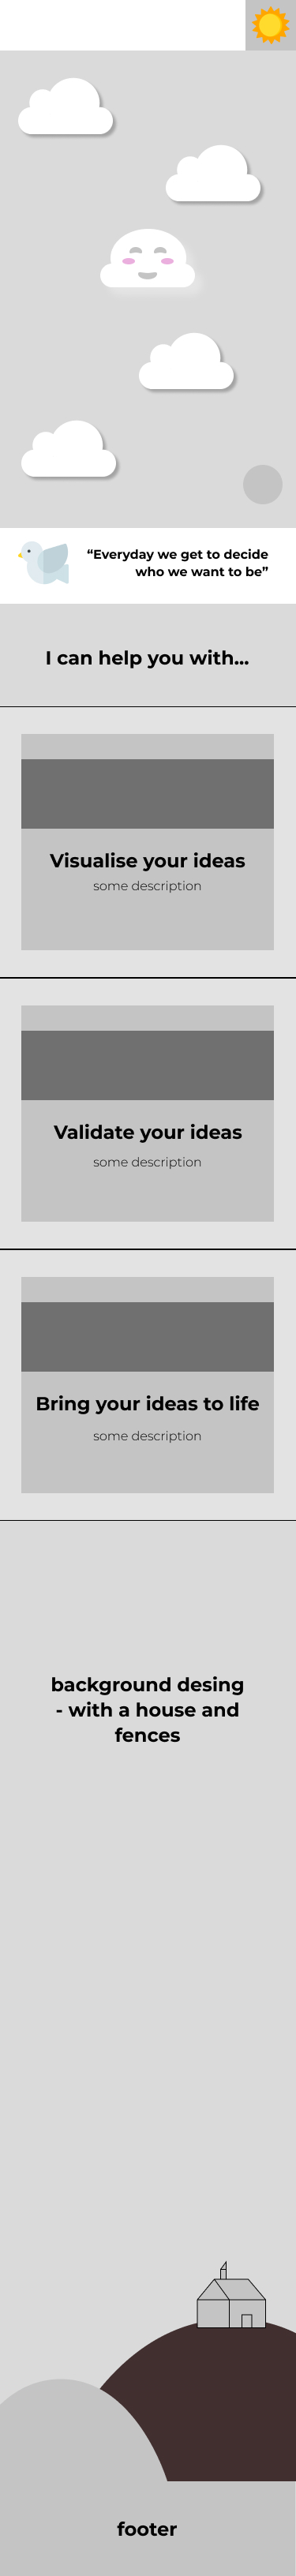 “Everyday we get to decide
who we want to be”
I can help you with...
Visualise your ideas
some description
Validate your ideas
some description
Bring your ideas to life
some description
background desing
- with a house and
fences
footer